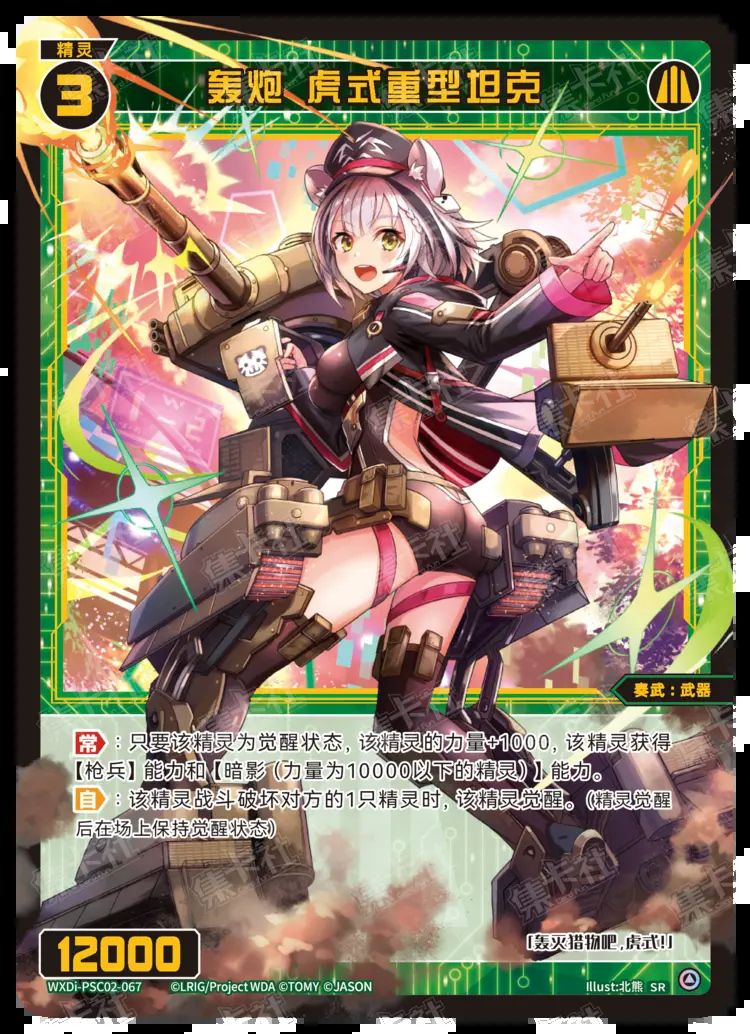 精灵
3
轰炮 虎式重型坦克
奏武：武器
常：只要该精灵为觉醒状态, 该精灵的力量+1000, 该精灵获得
【枪兵】能力和【暗影（力量为10000以下的精灵）】能力。
自：该精灵战斗破坏对方的1只精灵时, 该精灵觉醒。(精灵觉醒
后在场上保持觉醒状态)
「轰灭猎物吧,虎式!」
12000
WXDi-PSC02-067 ©LRIG/Project WDA ©TOMY ©JASON
Illust:北熊 SR
集卡社